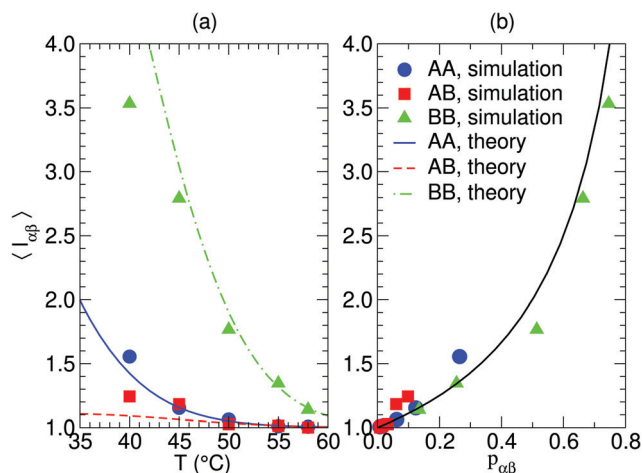 (a)
(b)
4.0
3.5
3.0
2.5
2.0
1.5
1.0
⟨ lαβ ⟩
35 40 45 50 55 60
T (°C)
AA, simulation
AB, simulation
BB, simulation
AA, theory
AB, theory
BB, theory
0.0 0.2 0.4 0.6 0.8
pαβ